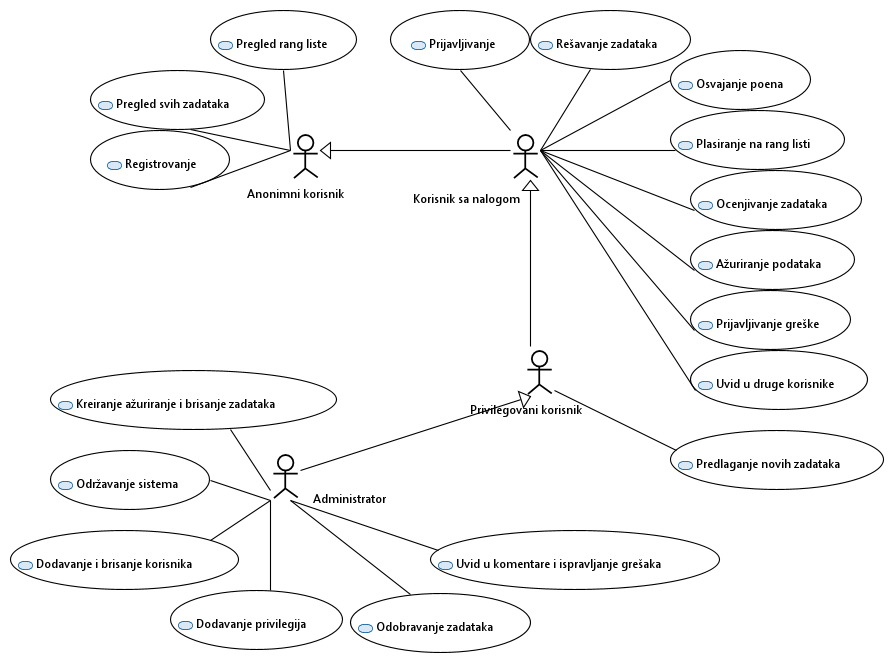 Pregled rang liste
Prijavljivanje
Rešavanje zadataka
Osvajanje poena
Pregled svih zadataka
Plasiranje na rang listi
Registrovanje
Anonimni korisnik
Korisnik sa nalogom
Ocenjivanje zadataka
Ažuriranje podataka
Prijavljivanje greške
Uvid u druge korisnike
Kreiranje ažuriranje i brisanje zadataka
Privilegovani korisnik
Predlaganje novih zadataka
Održavanje sistema
Administrator
Dodavanje i brisanje korisnika
Uvid u komentare i ispravljanje grešaka
Dodavanje privilegija
Odobravanje zadataka